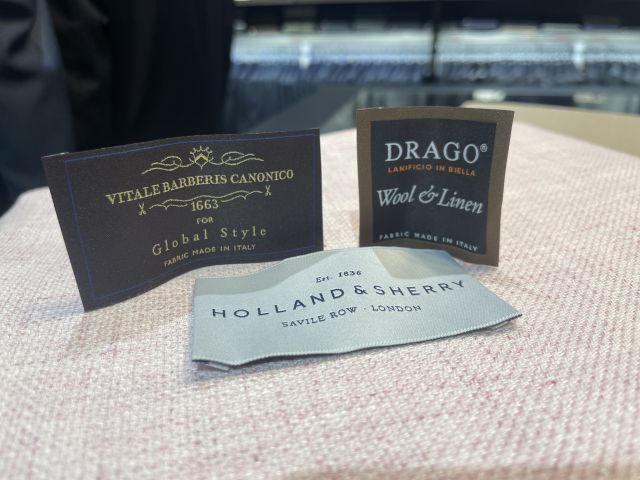 VITALE BARBERIS CANONICO
1663
FOR
Global Style
FABRIC MADE IN ITALY
DRAGO®
LANIFICIO IN BIELLA
Wool & Linen
FABRIC MADE IN ITALY
Est. 1836
HOLLAND & SHERRY
SAVILE ROW · LONDON